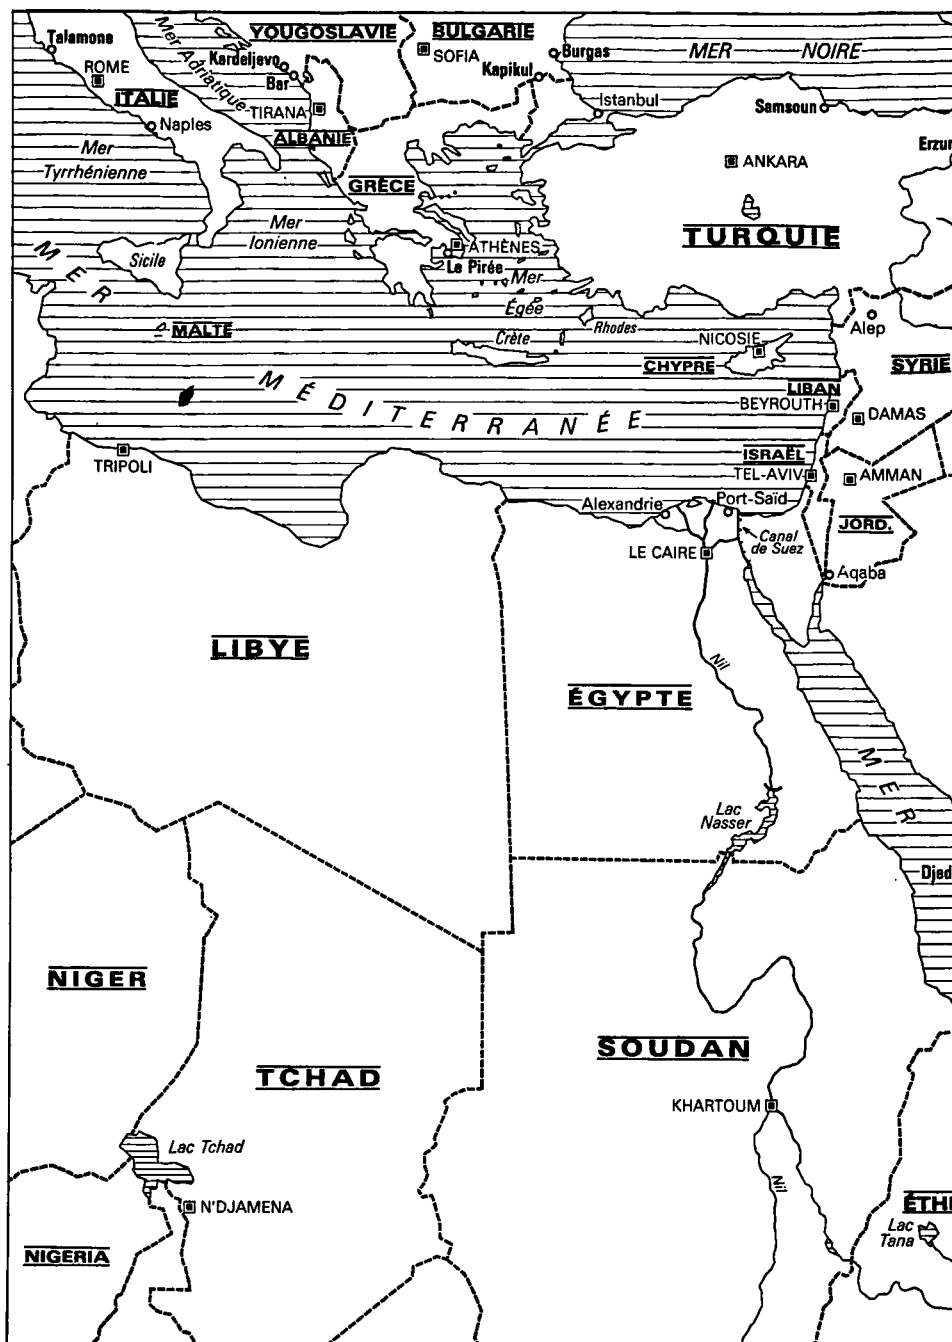 YOUGOSLAVIE
BULGARIE
Talamone
Mer Adriatique
Kardeljevo
SOFIA
Burgas
MER NOIRE
ROME
Bar
Kapikul
ITALIE
TIRANA
Istanbul
Samsoun
Naples
ALBANIE
Erzur
Mer
Tyrrhénienne
ANKARA
GRÈCE
Mer
Ionienne
TURQUIE
ATHÈNES
Le Pirée
Sicile
MER
Mer
Égée
MALTE
Rhodes
Alep
Crète
NICOSIE
CHYPRE
SYRIE
MÉDITERRANÉE
LIBAN
BEYROUTH
DAMAS
TRIPOLI
ISRAËL
TEL-AVIV
AMMAN
Alexandrie
Port-Saïd
JORD.
Canal
de Suez
LE CAIRE
Aqaba
LIBYE
Nil
ÉGYPTE
MER
Lac
Nasser
Djed
NIGER
SOUDAN
TCHAD
KHARTOUM
Lac Tchad
Nil
N'DJAMENA
ÉTHI
Lac
Tana
NIGERIA